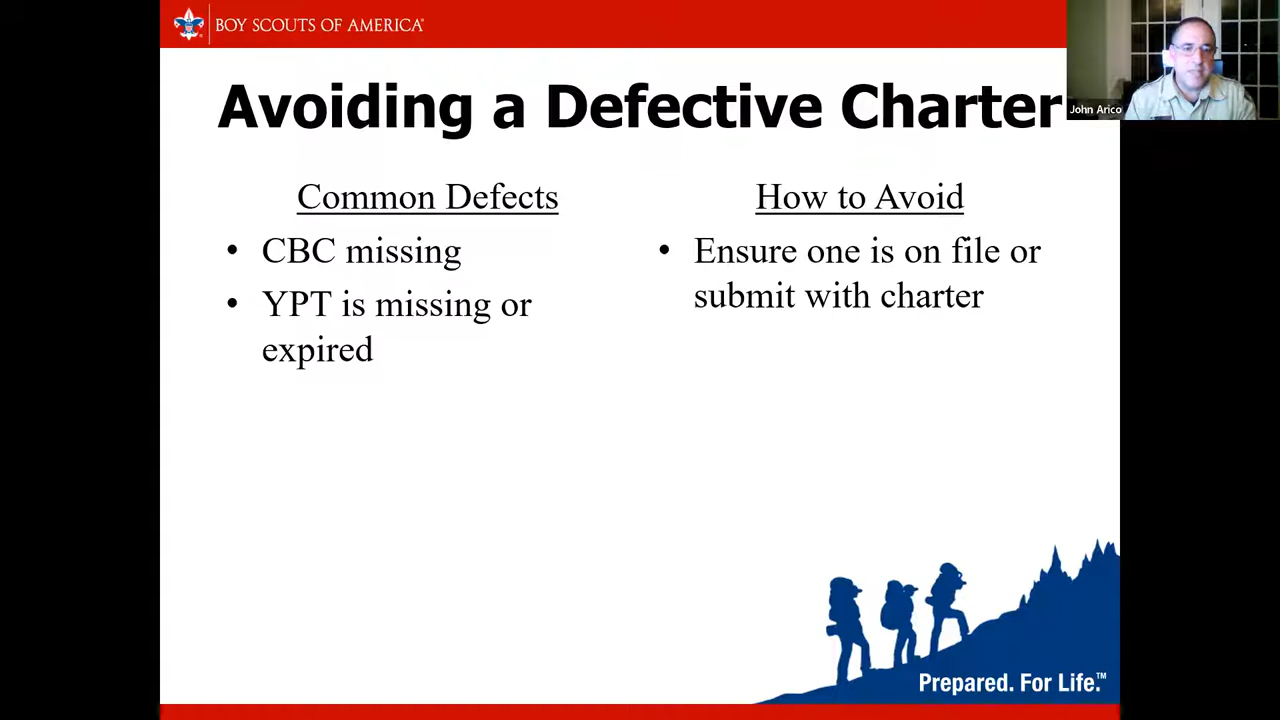 BOY SCOUTS OF AMERICA®
John Arico
Avoiding a Defective Charter
Common Defects
• CBC missing
• YPT is missing or
expired
How to Avoid
• Ensure one is on file or
submit with charter
Prepared. For Life.™